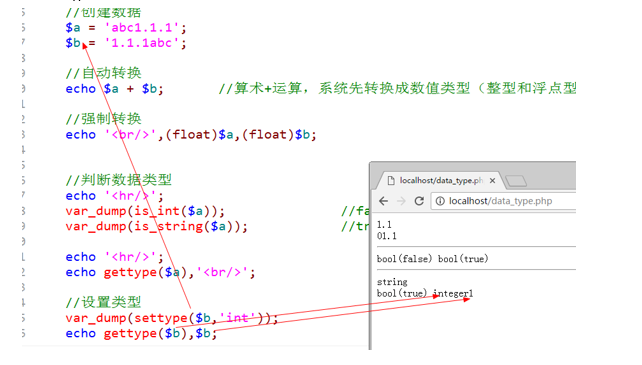 //创建数据
$a = 'abc1.1.1';
$b = '1.1.1abc';
//自动转换
echo $a + $b; //算术+运算，系统先转换成数值类型（整型和浮点型
//强制转换
echo '<br/>',(float)$a,(float)$b;
//判断数据类型
echo '<hr/>';
var_dump(is_int($a)); //fa
var_dump(is_string($a)); //tr
echo '<hr/>';
echo gettype($a),'<br/>';
//设置类型
var_dump(settype($b,'int'));
echo gettype($b),$b;
localhost/data_type.ph
localhost/data_type.php
1.1
01.1
bool(false) bool(true)
string
bool(true) integer1